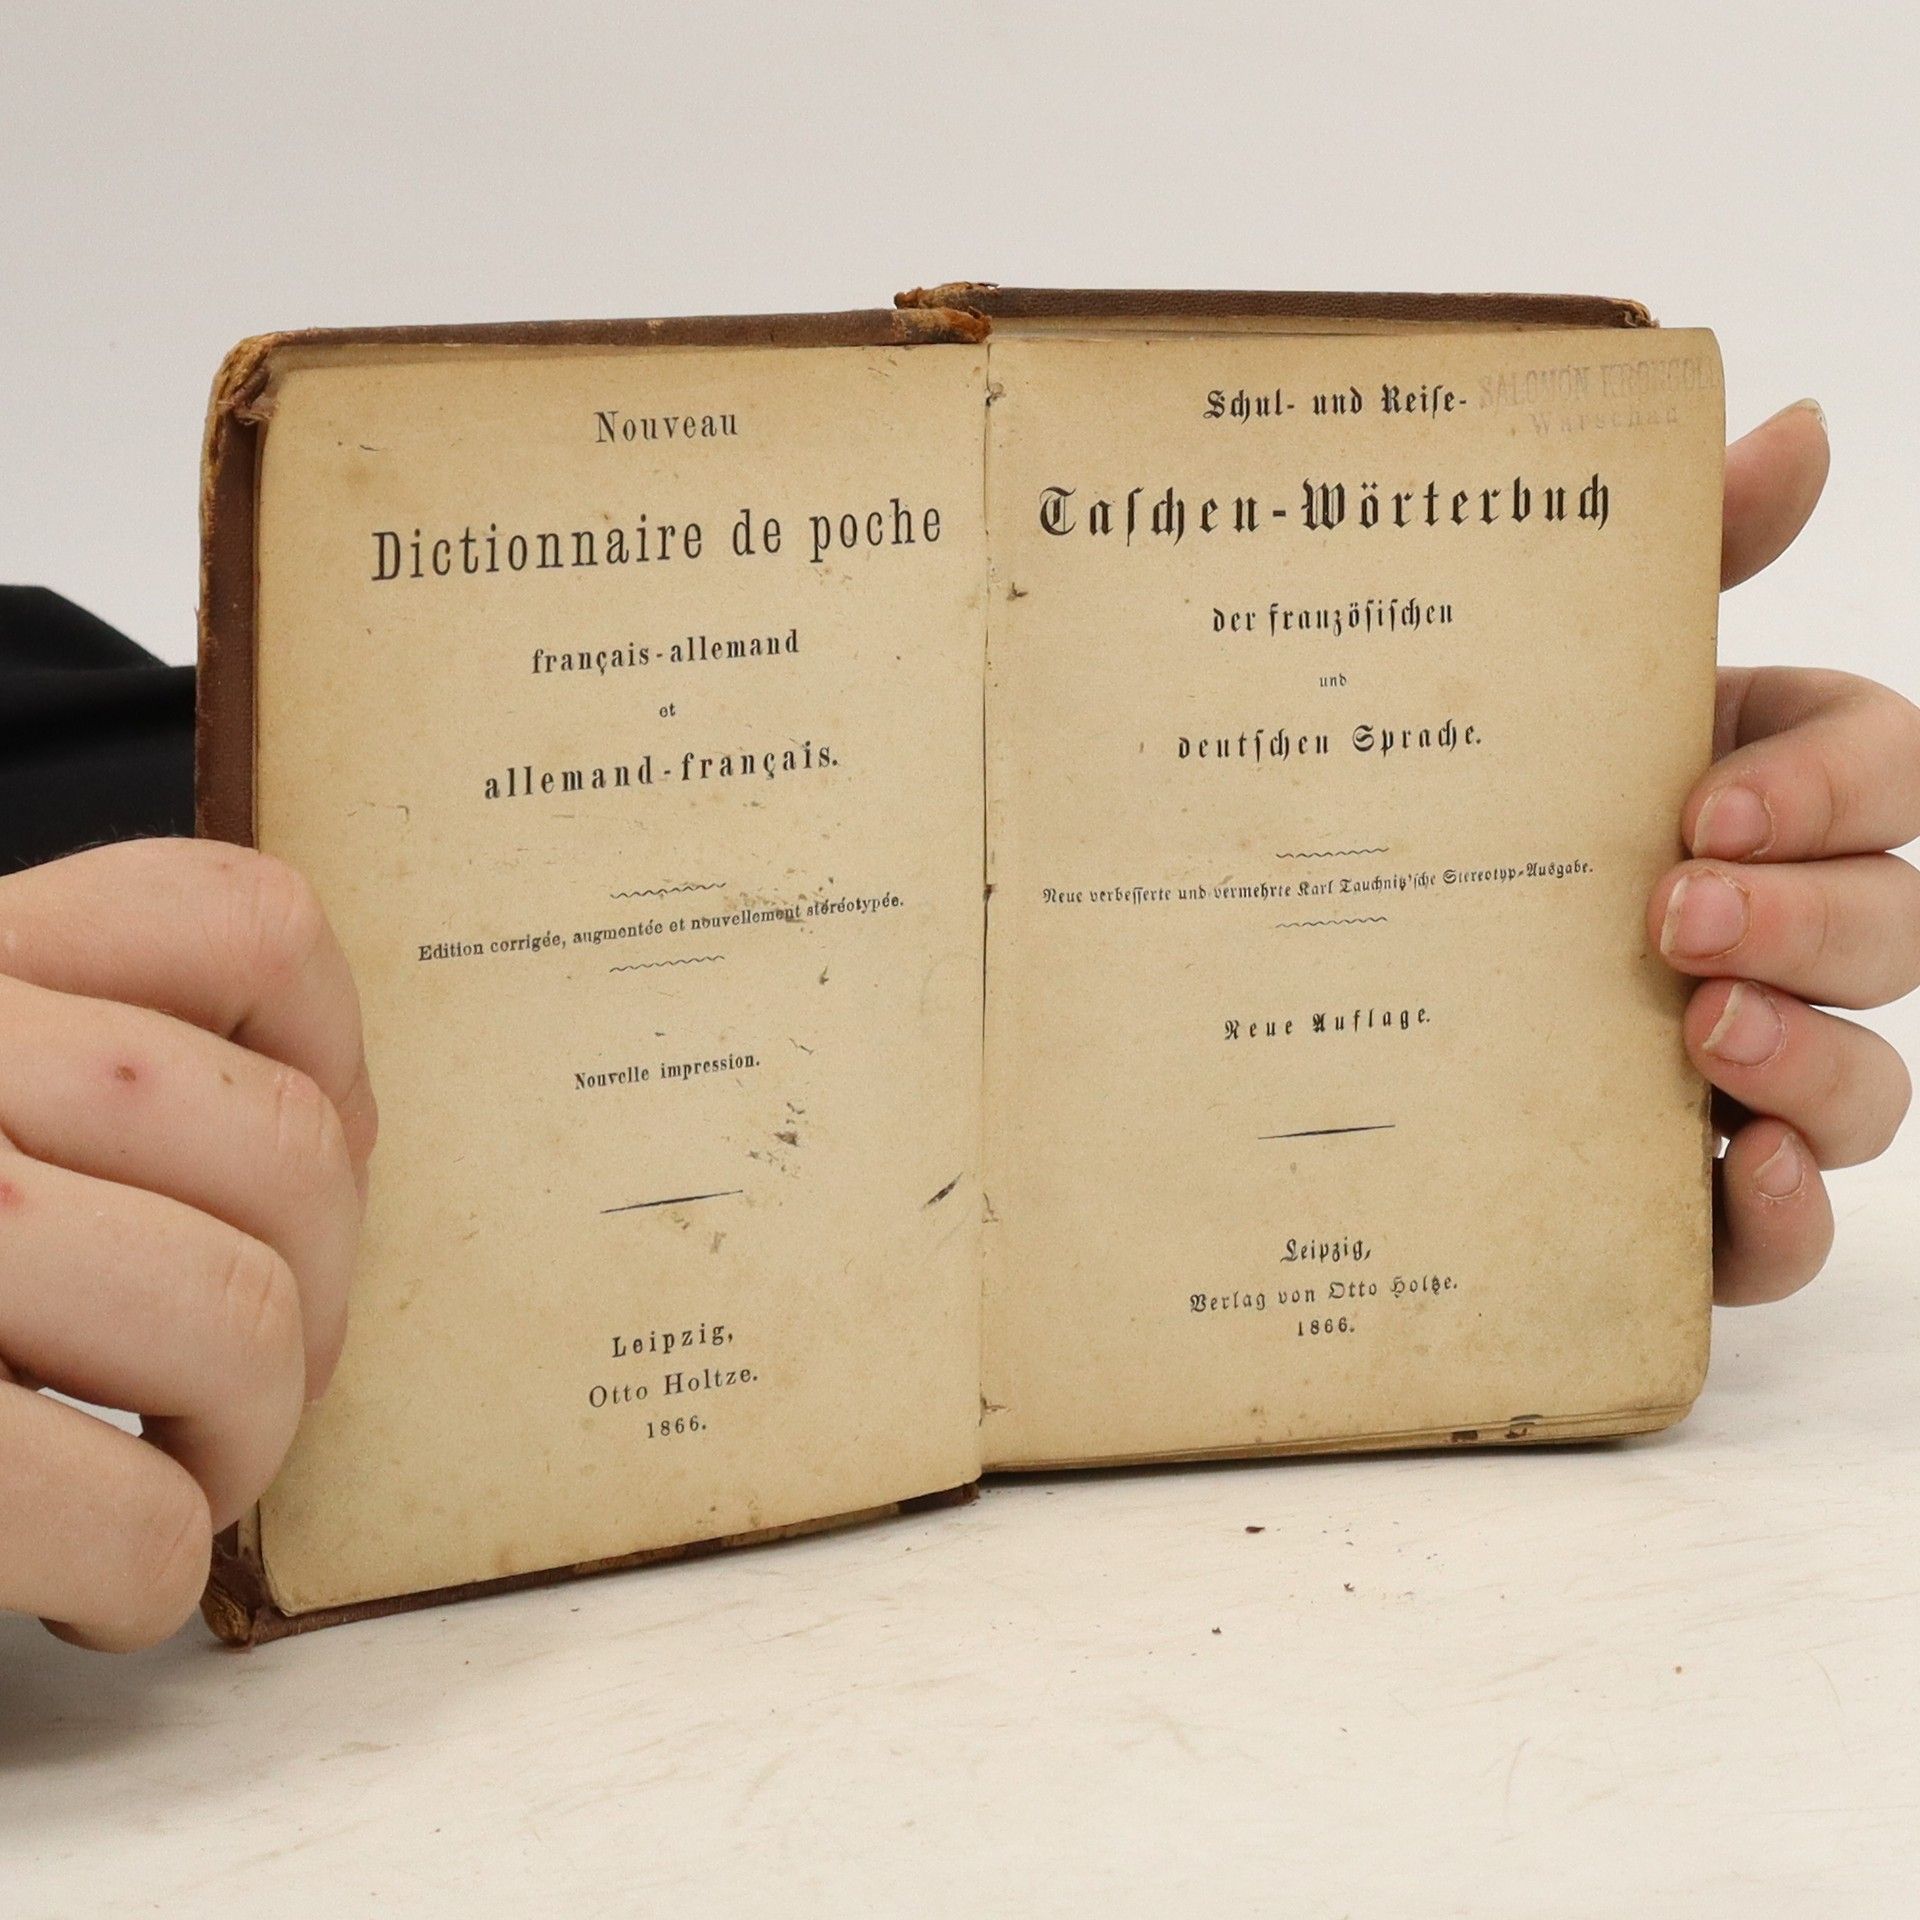 Nouveau
Dictionnaire de poche
français-allemand
et
allemand-français.
Edition corrigée, augmentée et nouvellement stéréotypée.
Nouvelle impression.
Leipzig,
Otto Holtze.
1866.
Schul- und Reiſe-
SALOMON
Warschau
Taſchen-Wörterbuch
der franzöſiſchen
und
deutſchen Sprache.
Neue verbeſſerte und vermehrte Karl Tauchnitz'ſche Stereotyp-Ausgabe.
Neue Auflage.
Leipzig,
Verlag von Otto Holtze.
1866.